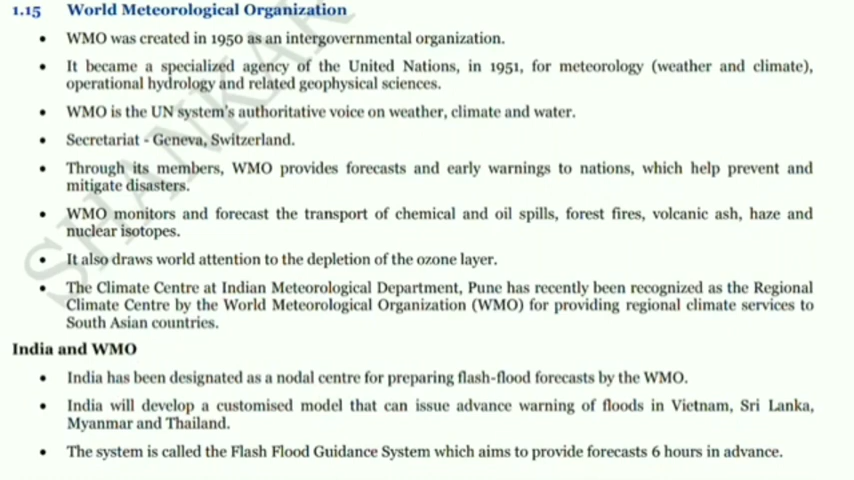 1.15 World Meteorological Organization
• WMO was created in 1950 as an intergovernmental organization.
• It became a specialized agency of the United Nations, in 1951, for meteorology (weather and climate),
operational hydrology and related geophysical sciences.
• WMO is the UN system's authoritative voice on weather, climate and water.
• Secretariat - Geneva, Switzerland.
• Through its members, WMO provides forecasts and early warnings to nations, which help prevent and
mitigate disasters.
• WMO monitors and forecast the transport of chemical and oil spills, forest fires, volcanic ash, haze and
nuclear isotopes.
• It also draws world attention to the depletion of the ozone layer.
• The Climate Centre at Indian Meteorological Department, Pune has recently been recognized as the Regional
Climate Centre by the World Meteorological Organization (WMO) for providing regional climate services to
South Asian countries.
India and WMO
• India has been designated as a nodal centre for preparing flash-flood forecasts by the WMO.
• India will develop a customised model that can issue advance warning of floods in Vietnam, Sri Lanka,
Myanmar and Thailand.
• The system is called the Flash Flood Guidance System which aims to provide forecasts 6 hours in advance.
SHANKAR